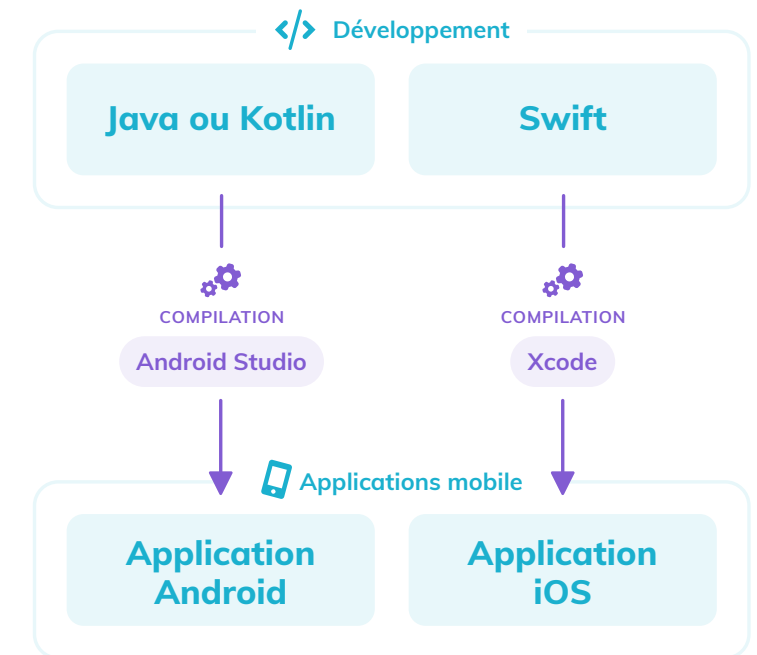 Développement
Java ou Kotlin
Swift
COMPILATION
COMPILATION
Android Studio
Xcode
Applications mobile
Application
Android
Application
iOS